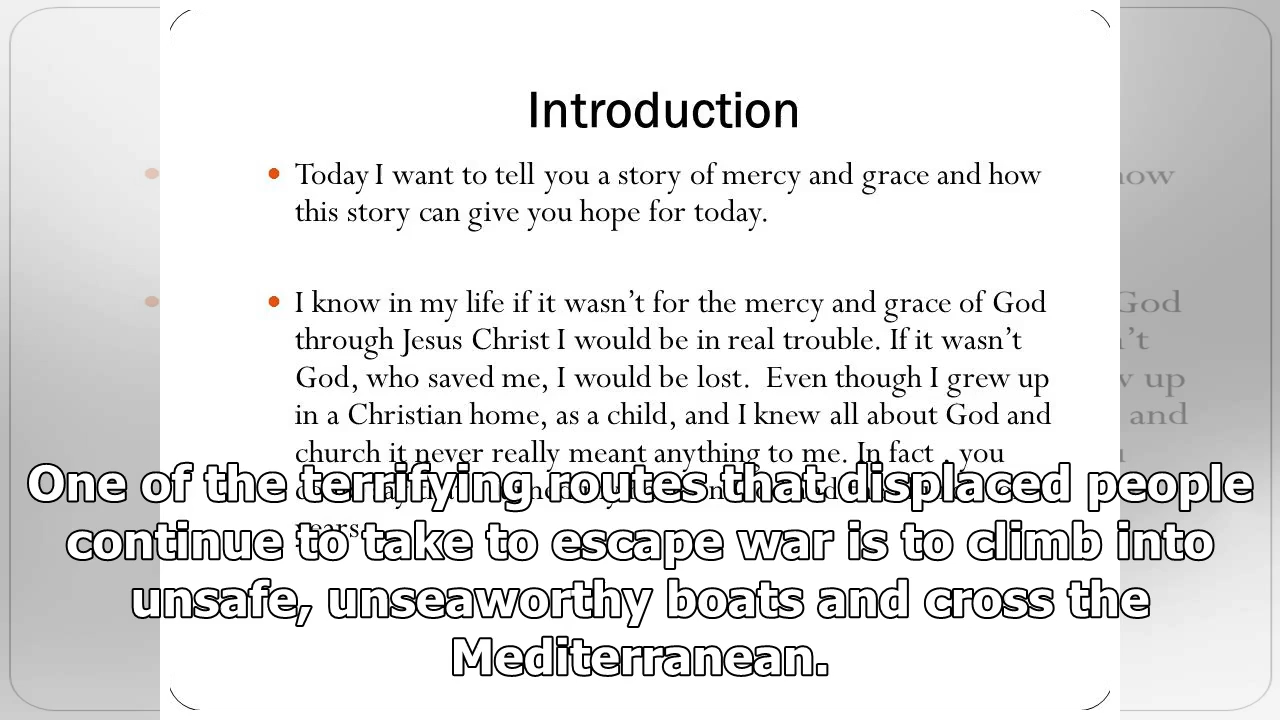 Introduction
• Today I want to tell you a story of mercy and grace and how
this story can give you hope for today.
• I know in my life if it wasn't for the mercy and grace of God
through Jesus Christ I would be in real trouble. If it wasn't
God, who saved me, I would be lost.  Even though I grew up
in a Christian home, as a child, and I knew all about God and
church it never really meant anything to me. In fact , you
years
One of the terrifying routes that displaced people
continue to take to escape war is to climb into
unsafe, unseaworthy boats and cross the
Mediterranean.